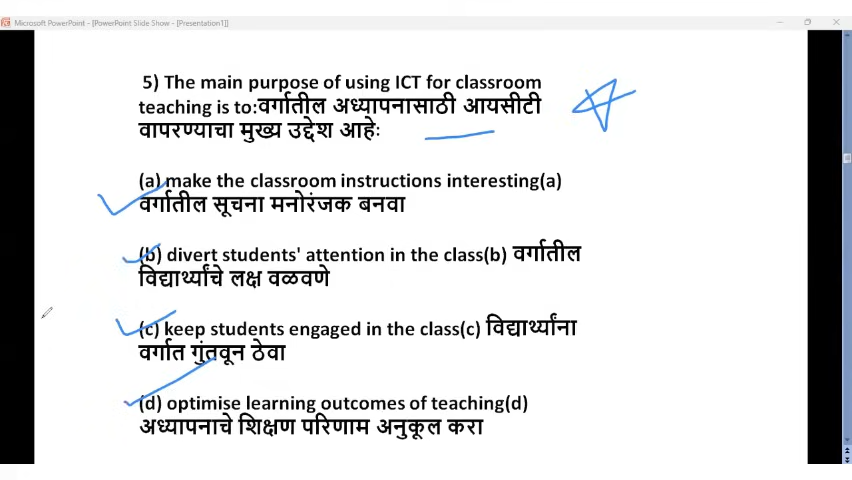 Microsoft PowerPoint - [PowerPoint Slide Show - [Presentation1]]
5) The main purpose of using ICT for classroom
teaching is to:वर्गातील अध्यापनासाठी आयसीटी
वापरण्याचा मुख्य उद्देश आहेः
(a) make the classroom instructions interesting(a)
वर्गातील सूचना मनोरंजक बनवा
(b) divert students' attention in the class(b) वर्गातील
विद्यार्थ्यांचे लक्ष वळवणे
(c) keep students engaged in the class(c) विद्यार्थ्यांना
वर्गात गुंतवून ठेवा
(d) optimise learning outcomes of teaching(d)
अध्यापनाचे शिक्षण परिणाम अनुकूल करा